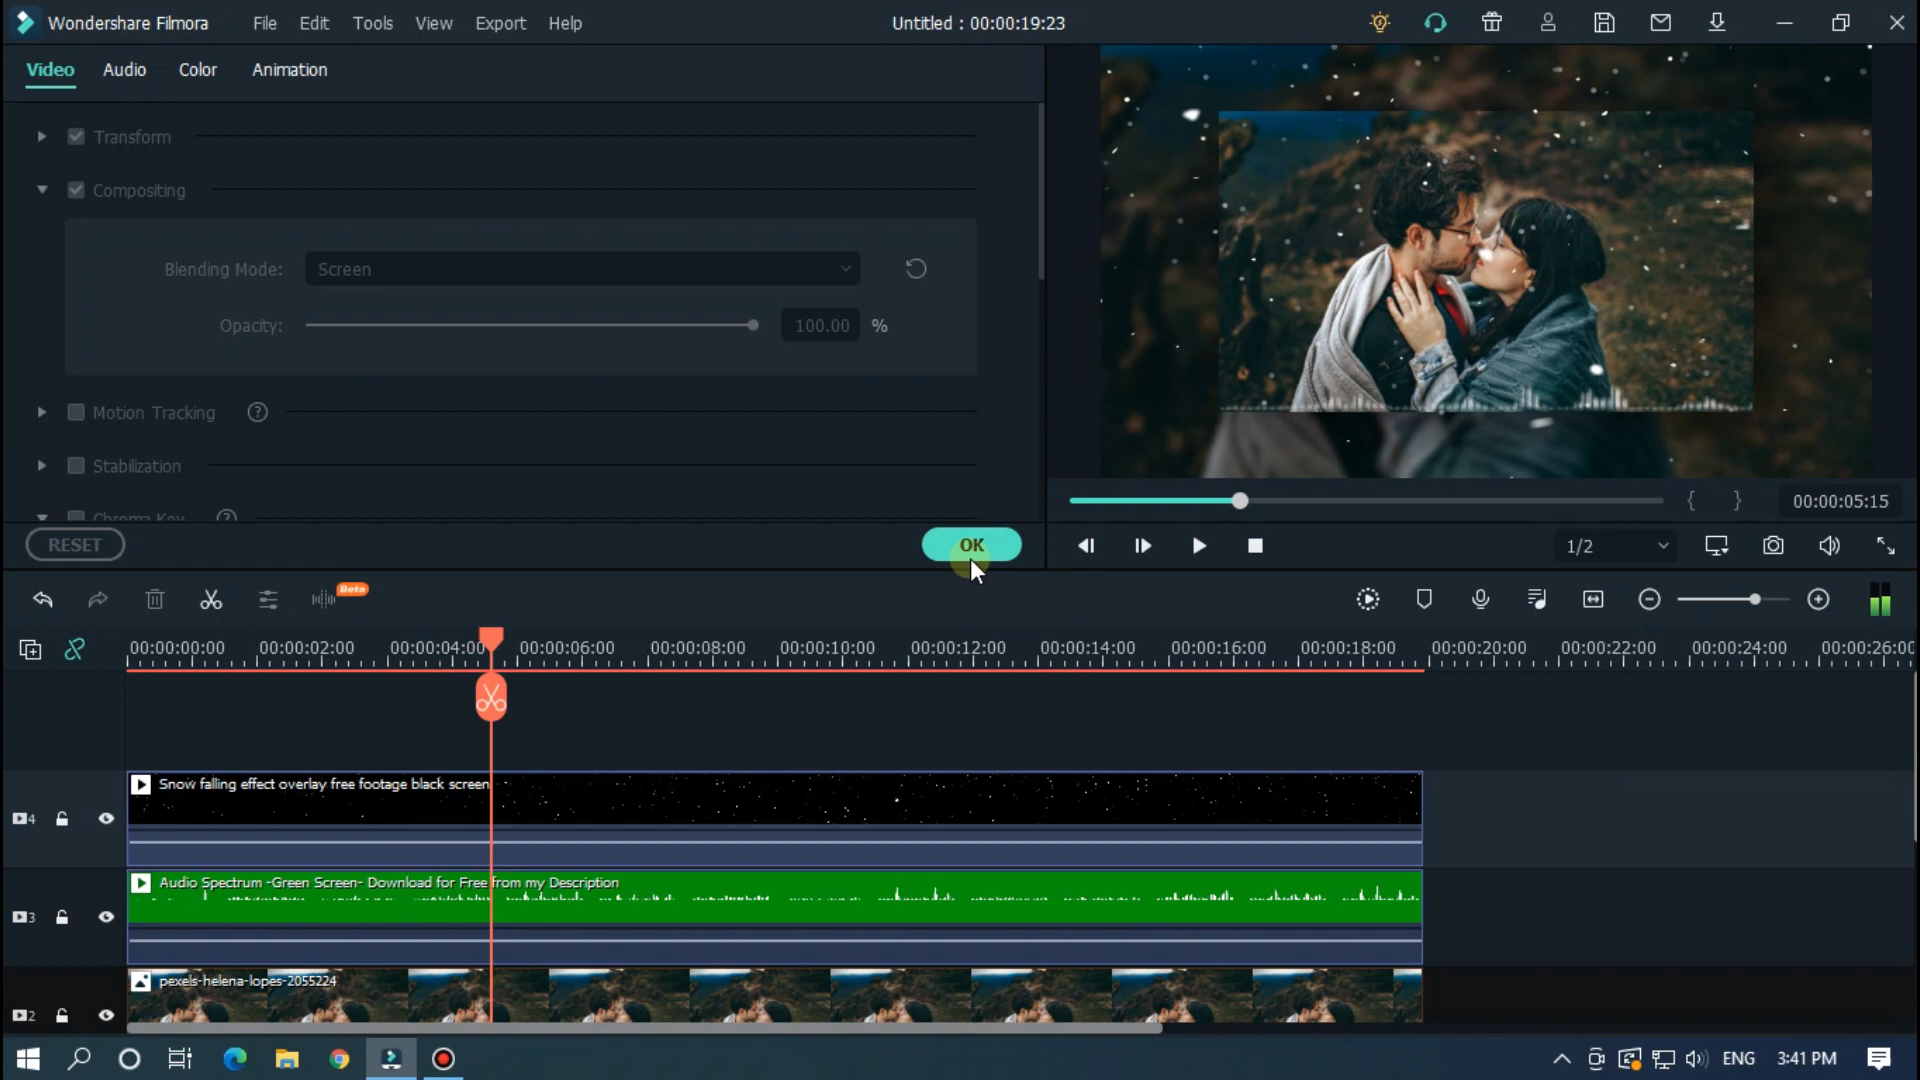 Wondershare Filmora File Edit Tools View Export Help Untitled : 00:00:19:23
Video Audio Color Animation
Transform
Compositing
Blending Mode: Screen
Opacity: 100.00 %
Motion Tracking ?
Stabilization
Chroma Key ?
RESET OK
00:00:05:15
1/2
Beta
00:00:00:00 00:00:02:00 00:00:04:00 00:00:06:00 00:00:08:00 00:00:10:00 00:00:12:00 00:00:14:00 00:00:16:00 00:00:18:00 00:00:20:00 00:00:22:00 00:00:24:00 00:00:26:00
Snow falling effect overlay free footage black screen
4
Audio Spectrum -Green Screen- Download for Free from my Description
3
pexels-helena-lopes-2055224
2
ENG 3:41 PM